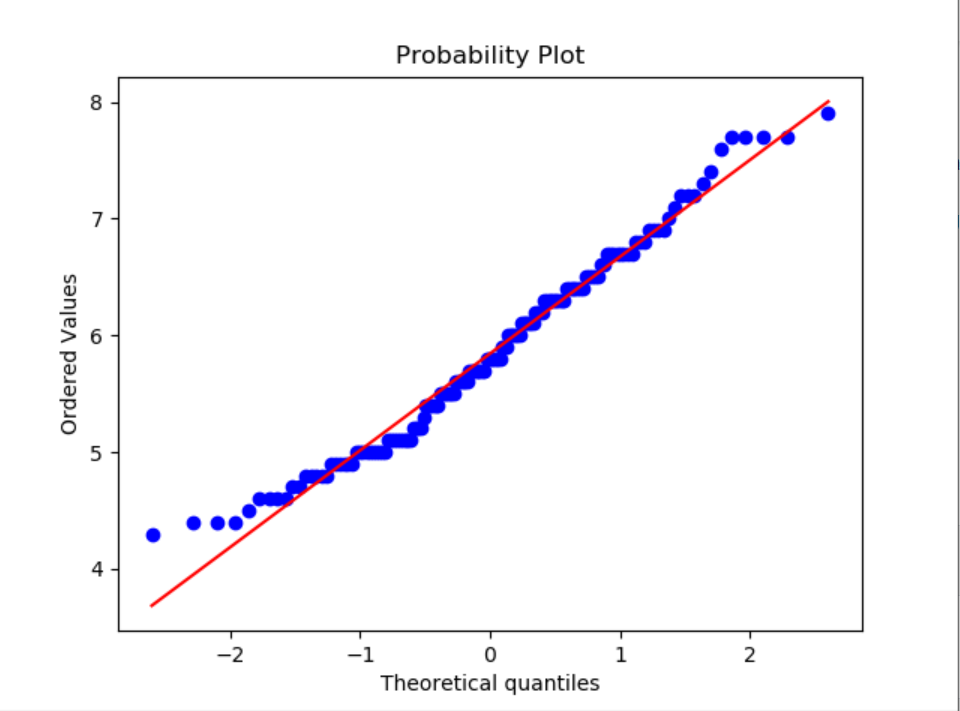 Probability Plot
8
7
6
5
4
Ordered Values
−2 −1 0 1 2
Theoretical quantiles